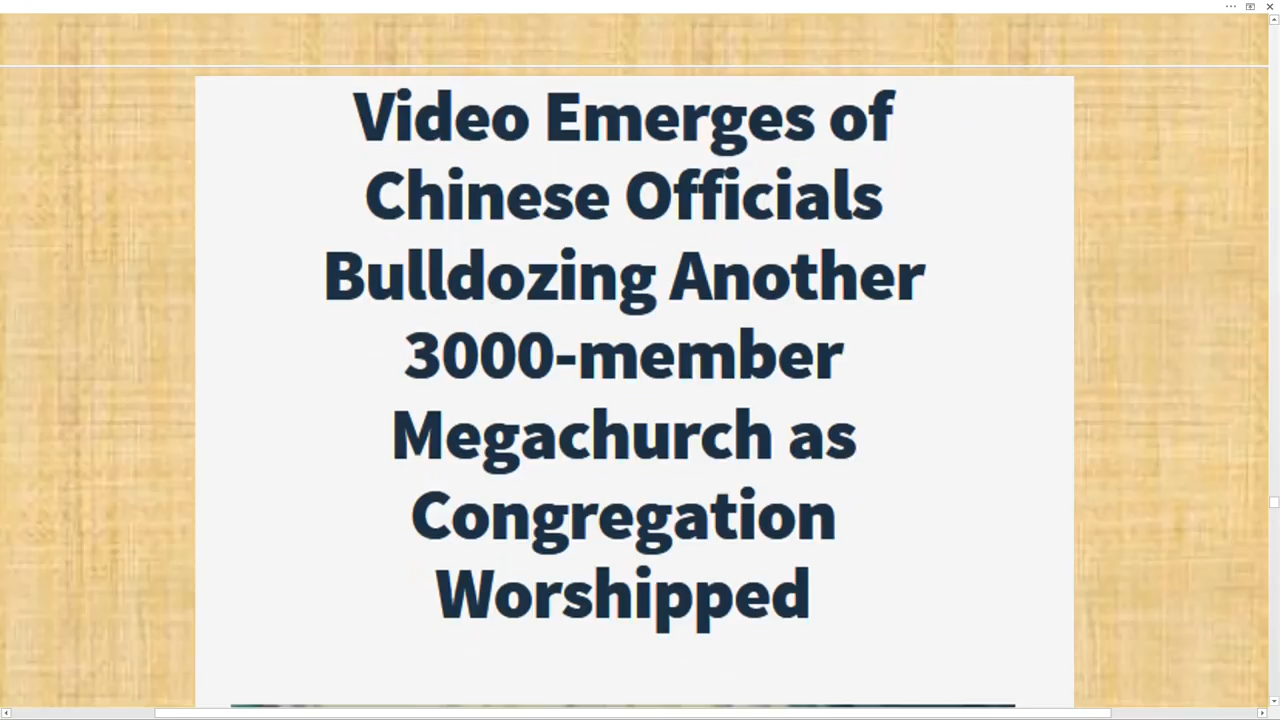 Video Emerges of
Chinese Officials
Bulldozing Another
3000-member
Megachurch as
Congregation
Worshipped